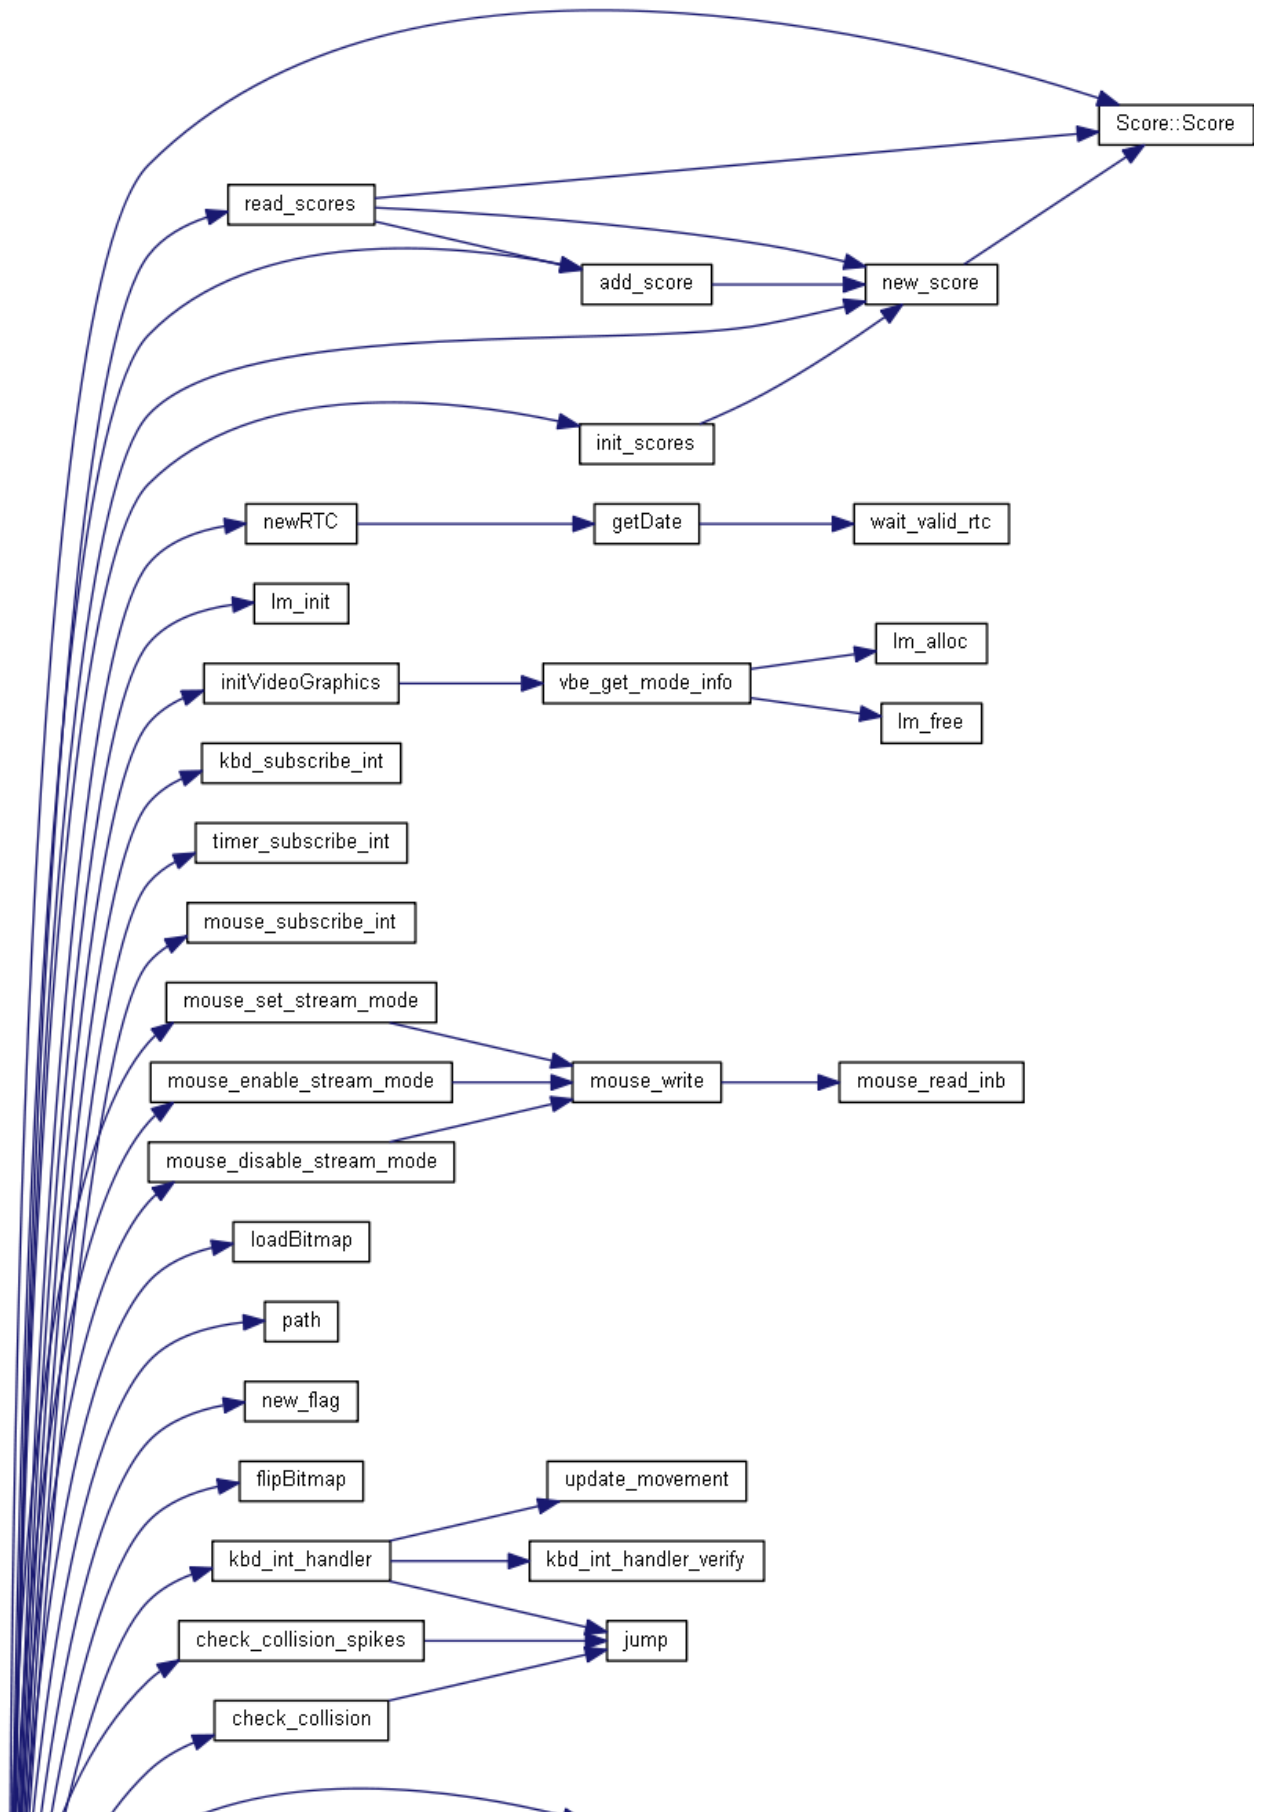 Score::Score
read_scores
add_score
new_score
init_scores
newRTC
getDate
wait_valid_rtc
lm_init
lm_alloc
initVideoGraphics
vbe_get_mode_info
lm_free
kbd_subscribe_int
timer_subscribe_int
mouse_subscribe_int
mouse_set_stream_mode
mouse_enable_stream_mode
mouse_write
mouse_read_inb
mouse_disable_stream_mode
loadBitmap
path
new_flag
flipBitmap
update_movement
kbd_int_handler
kbd_int_handler_verify
check_collision_spikes
jump
check_collision